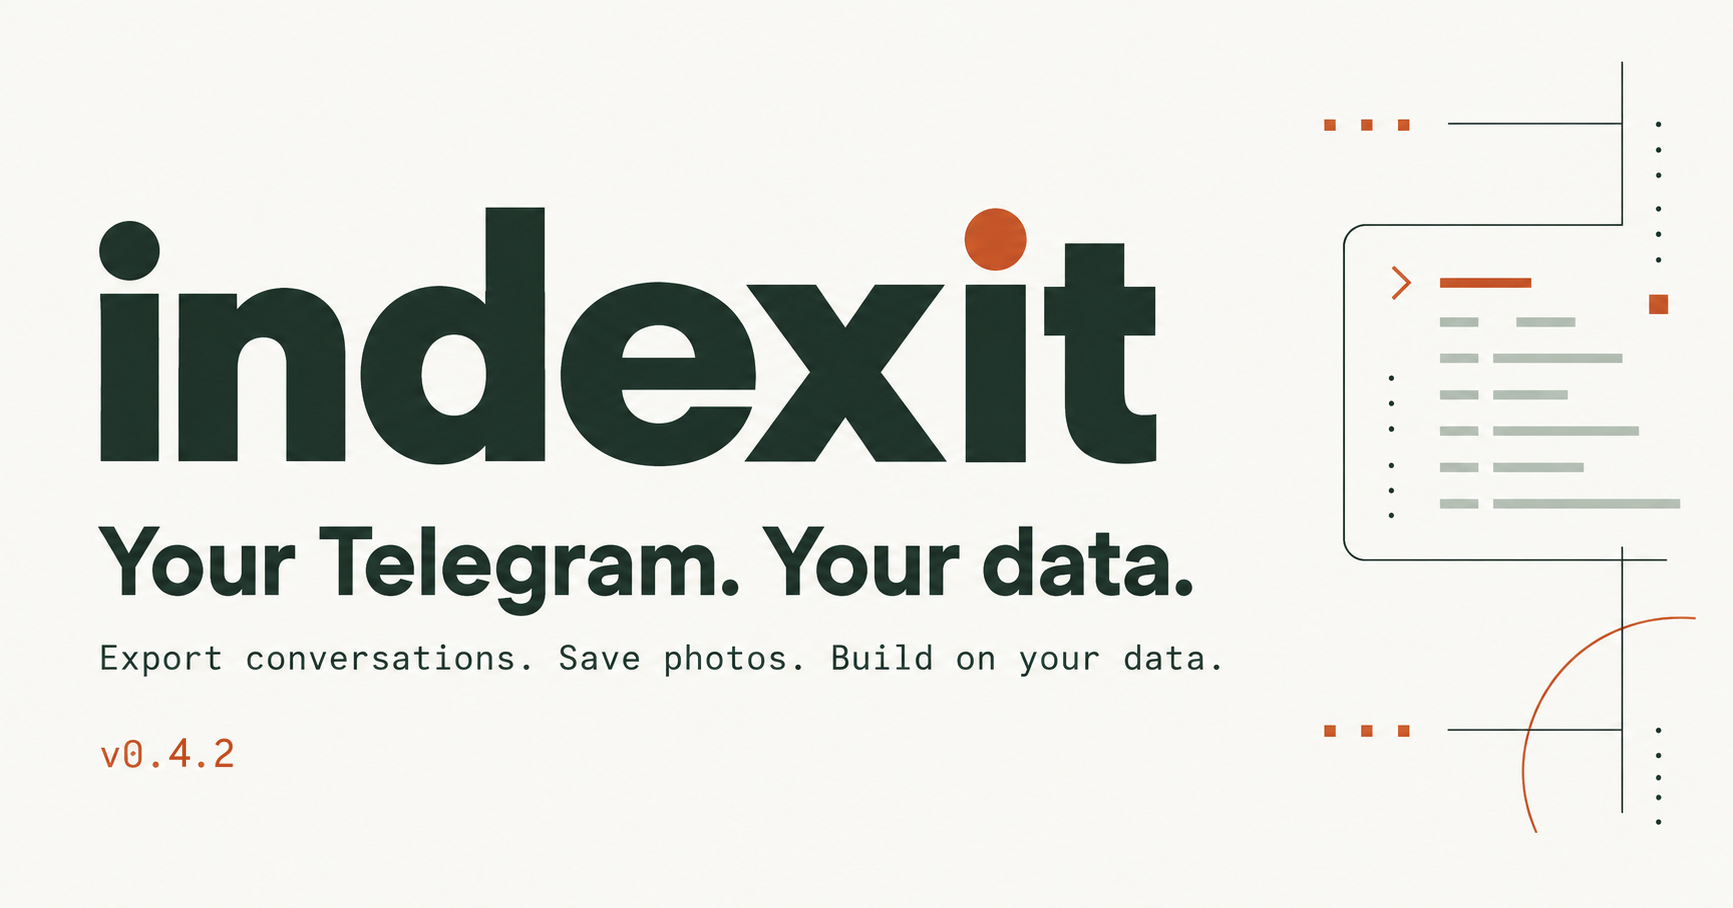 indexit
Your Telegram. Your data.
Export conversations. Save photos. Build on your data.
v0.4.2